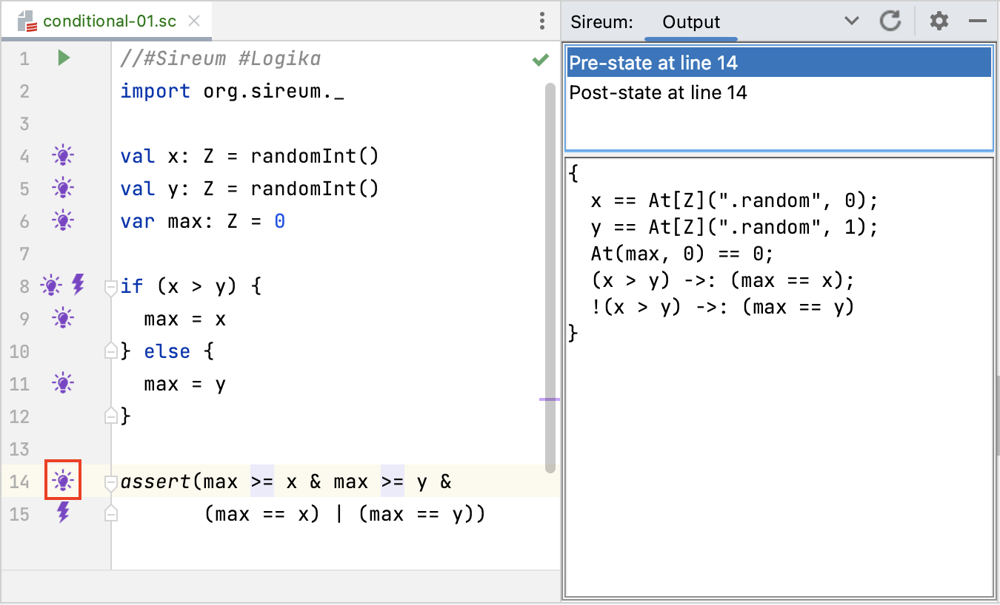 conditional-01.sc
Sireum: Output
1 //#Sireum #Logika
2 import org.sireum._
3
4 val x: Z = randomInt()
5 val y: Z = randomInt()
6 var max: Z = 0
7
8 if (x > y) {
9   max = x
10 } else {
11   max = y
12 }
13
14 assert(max >= x & max >= y &
15        (max == x) | (max == y))
Pre-state at line 14
Post-state at line 14
{
  x == At[Z](".random", 0);
  y == At[Z](".random", 1);
  At(max, 0) == 0;
  (x > y) ->: (max == x);
  !(x > y) ->: (max == y)
}